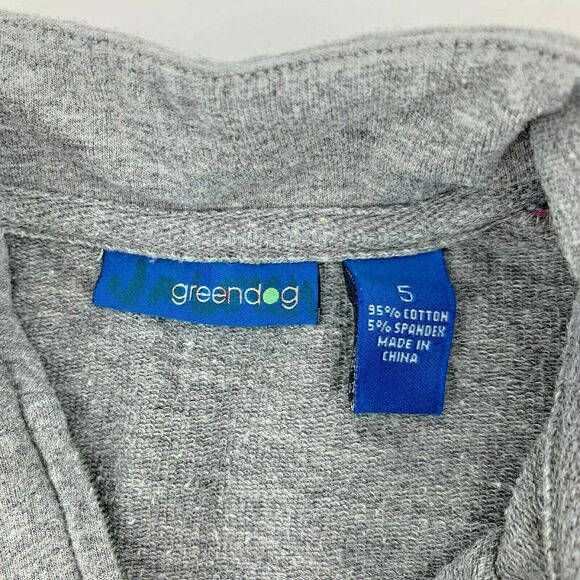 greendog
5
95% COTTON
5% SPANDEX
MADE IN
CHINA